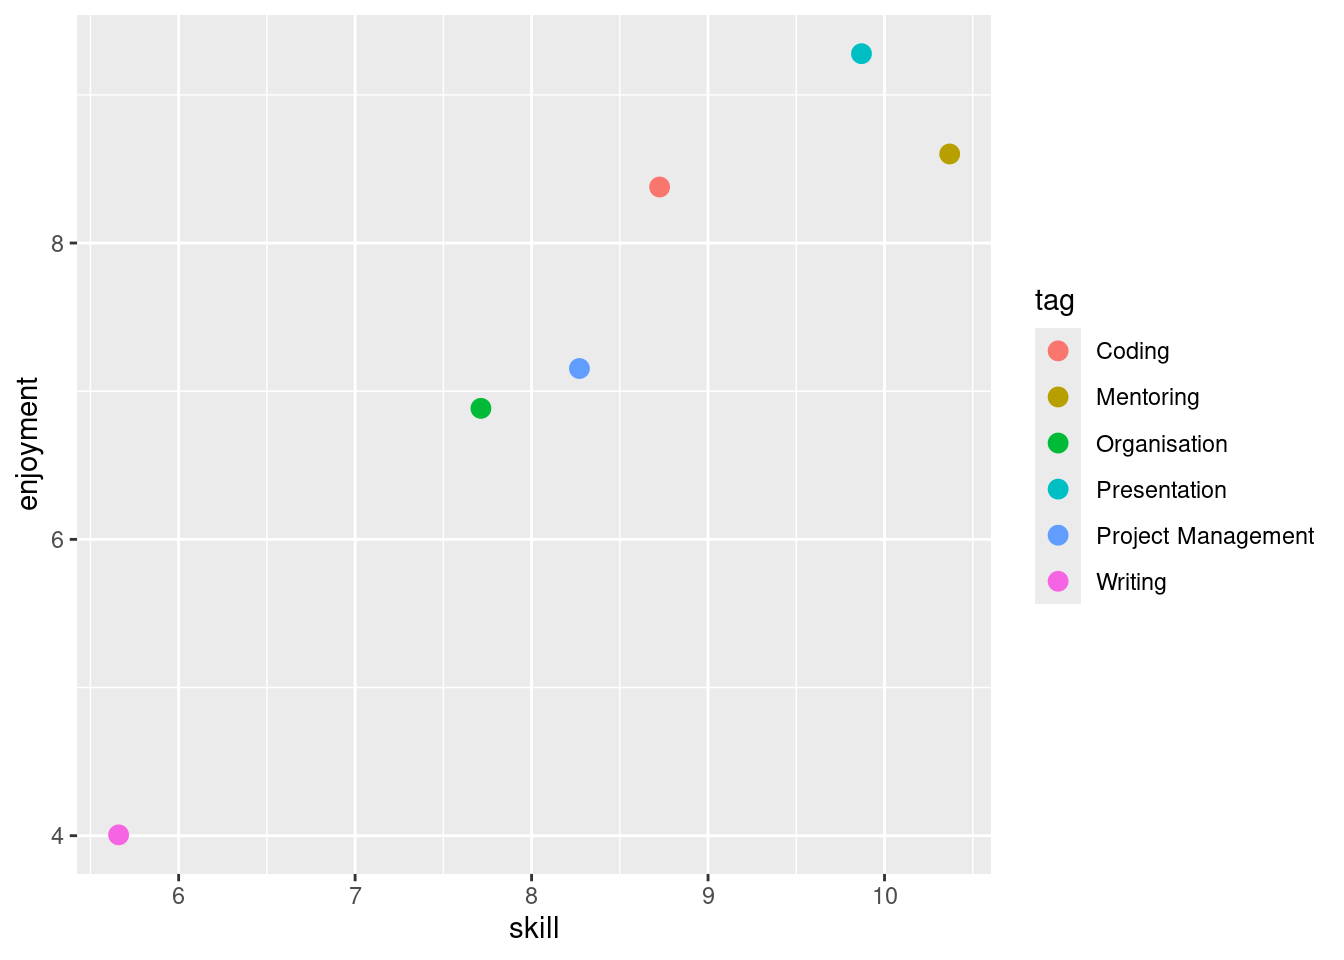 8
6
4
enjoyment
6 7 8 9 10
skill
tag
Coding
Mentoring
Organisation
Presentation
Project Management
Writing